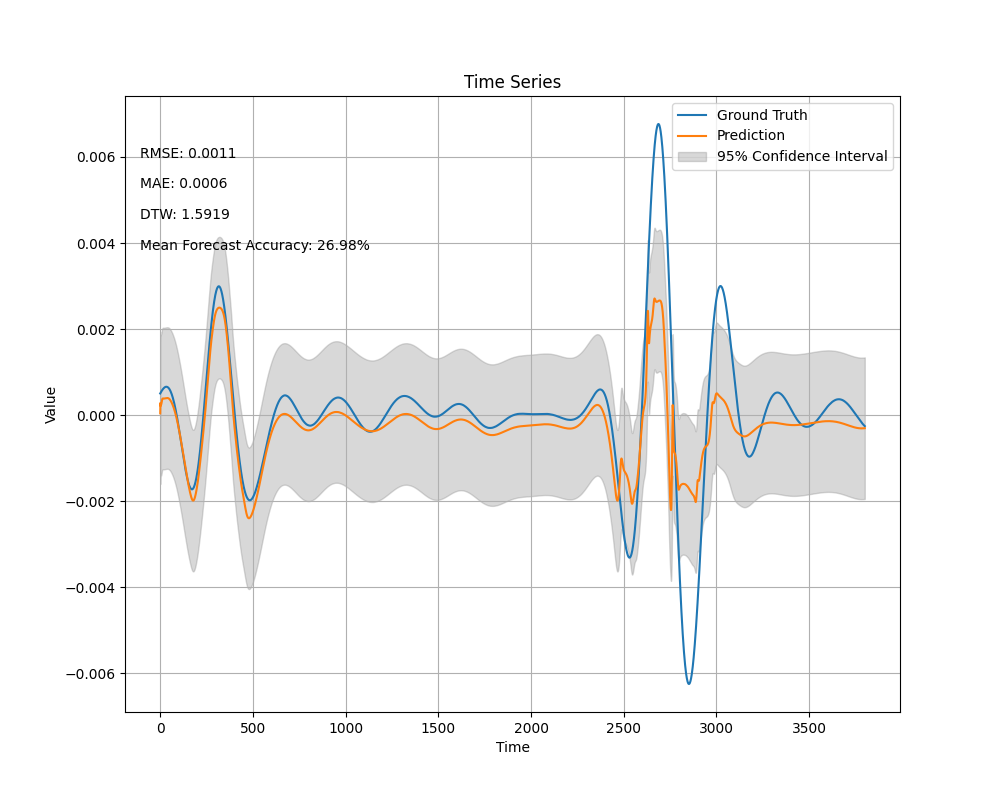 Time Series
Ground Truth
Prediction
95% Confidence Interval
RMSE: 0.0011
MAE: 0.0006
DTW: 1.5919
Mean Forecast Accuracy: 26.98%
Value
0.006
0.004
0.002
0.000
−0.002
−0.004
−0.006
0 500 1000 1500 2000 2500 3000 3500
Time